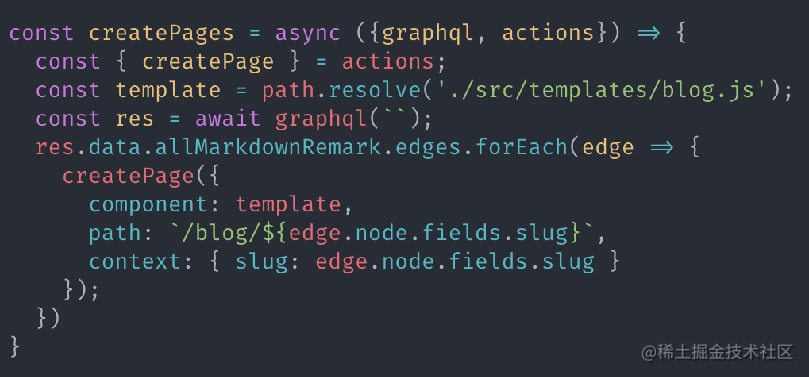 const createPages = async ({graphql, actions}) => {
  const { createPage } = actions;
  const template = path.resolve('./src/templates/blog.js');
  const res = await graphql(``);
  res.data.allMarkdownRemark.edges.forEach(edge => {
    createPage({
      component: template,
      path: `/blog/${edge.node.fields.slug}`,
      context: { slug: edge.node.fields.slug }
    });
  })
}
@稀土掘金技术社区